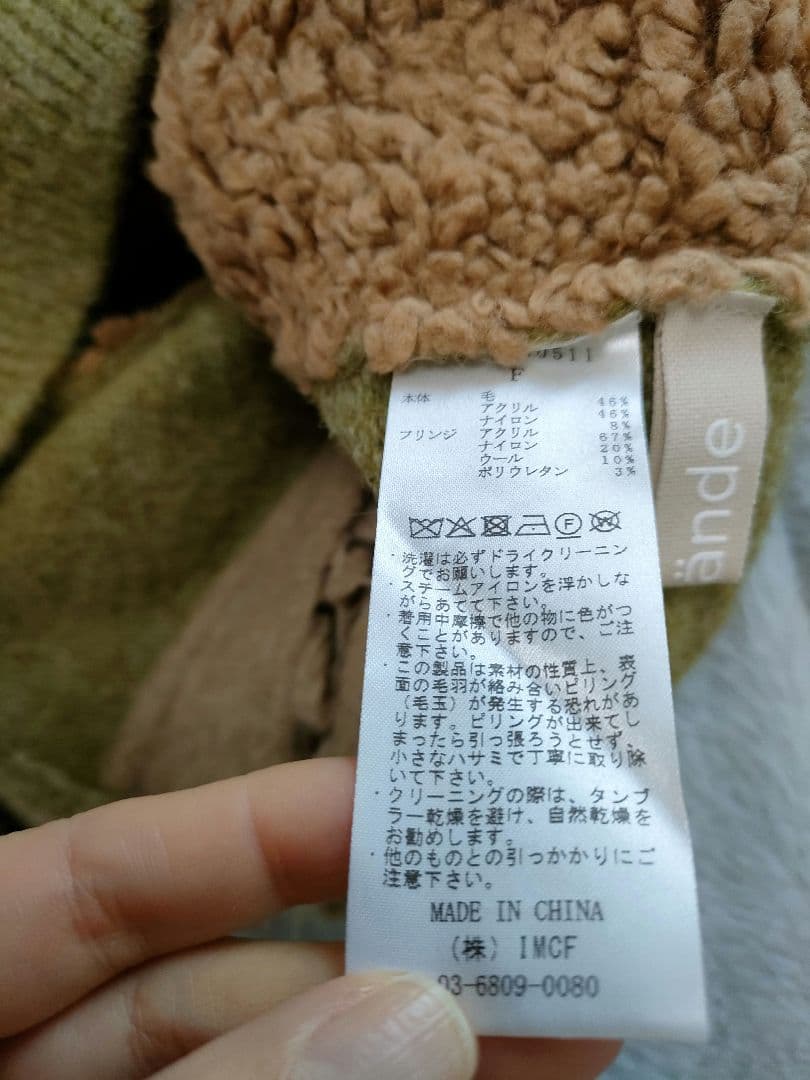 511
F
本体 毛 46%
アクリル 46%
ナイロン 8%
フリンジ アクリル 67%
ナイロン 20%
ウール 10%
ポリウレタン 3%
・洗濯は必ずドライクリーニン
グでお願いします。
・スチームアイロンを浮かしな
がらあてて下さい。
・着用中摩擦で他の物に色がつ
くことがありますので、ご注
意下さい。
・この製品は素材の性質上、表
面の毛羽が絡み合いピリング
（毛玉）が発生する恐れがあ
ります。ピリングが出来てし
まったら引っ張ろうとせず、
小さなハサミで丁寧に取り除
いて下さい。
・クリーニングの際は、タンブ
ラー乾燥を避け、自然乾燥を
お勧めします。
・他のものとの引っかかりにご
注意下さい。
MADE IN CHINA
(株) IMCF
03-6809-0080
ände